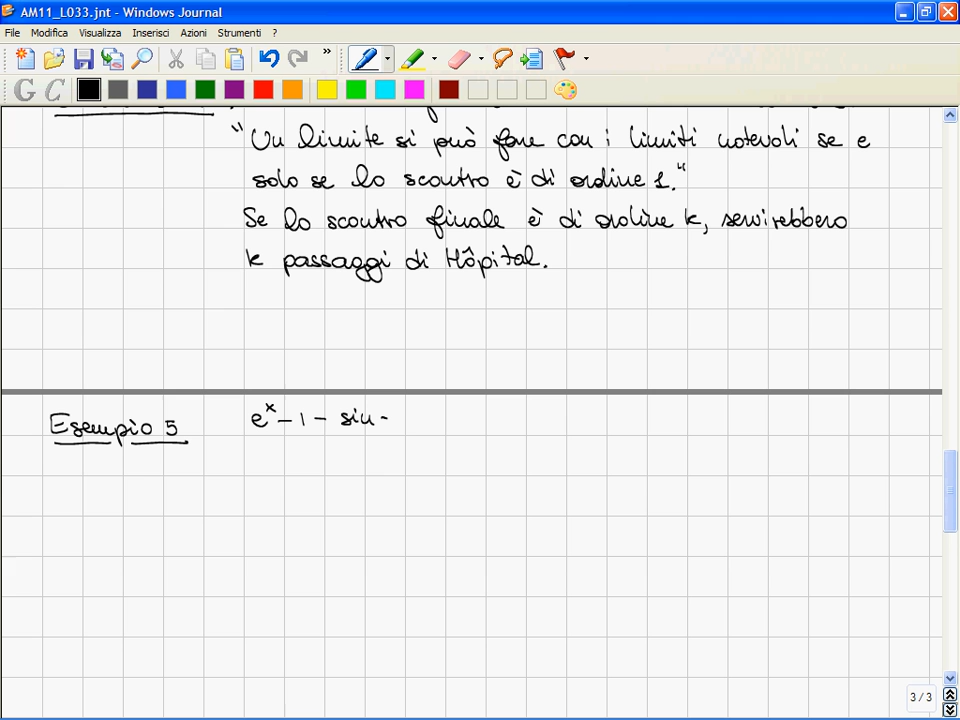 AM11_L033.jnt - Windows Journal
File Modifica Visualizza Inserisci Azioni Strumenti ?
"Un limite si può fare con i limiti notevoli se e
solo se lo scontro è di ordine 1."
Se lo scontro finale è di ordine k, servirebbero
k passaggi di Hôpital.
Esempio 5 e^x - 1 - sin
3 / 3